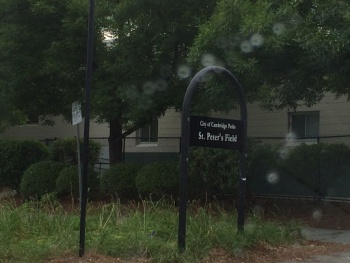 City of Cambridge Parks
St. Peter's Field